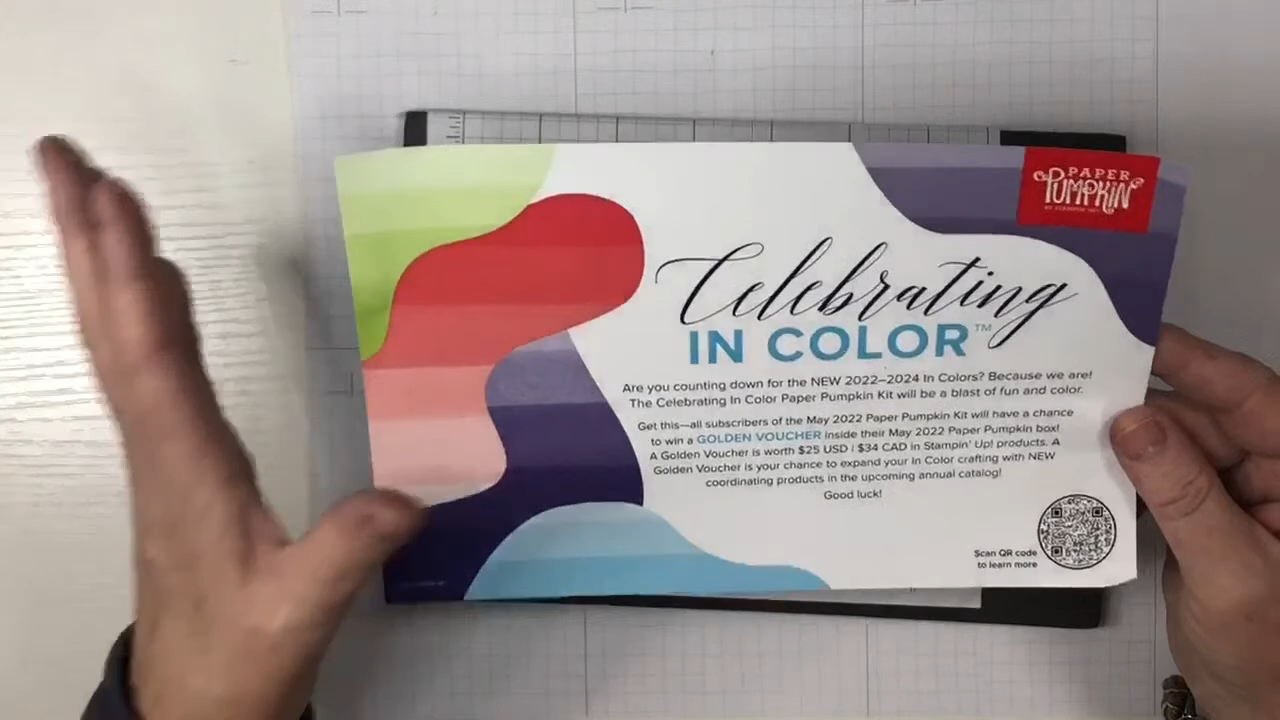 PAPER
PUMPKIN
Celebrating
IN COLOR™
Are you counting down for the NEW 2022–2024 In Colors? Because we are!
The Celebrating In Color Paper Pumpkin Kit will be a blast of fun and color.
Get this—all subscribers of the May 2022 Paper Pumpkin Kit will have a chance
to win a GOLDEN VOUCHER inside their May 2022 Paper Pumpkin box!
A Golden Voucher is worth $25 USD | $34 CAD in Stampin' Up! products. A
Golden Voucher is your chance to expand your In Color crafting with NEW
coordinating products in the upcoming annual catalog!
Good luck!
Scan QR code
to learn more